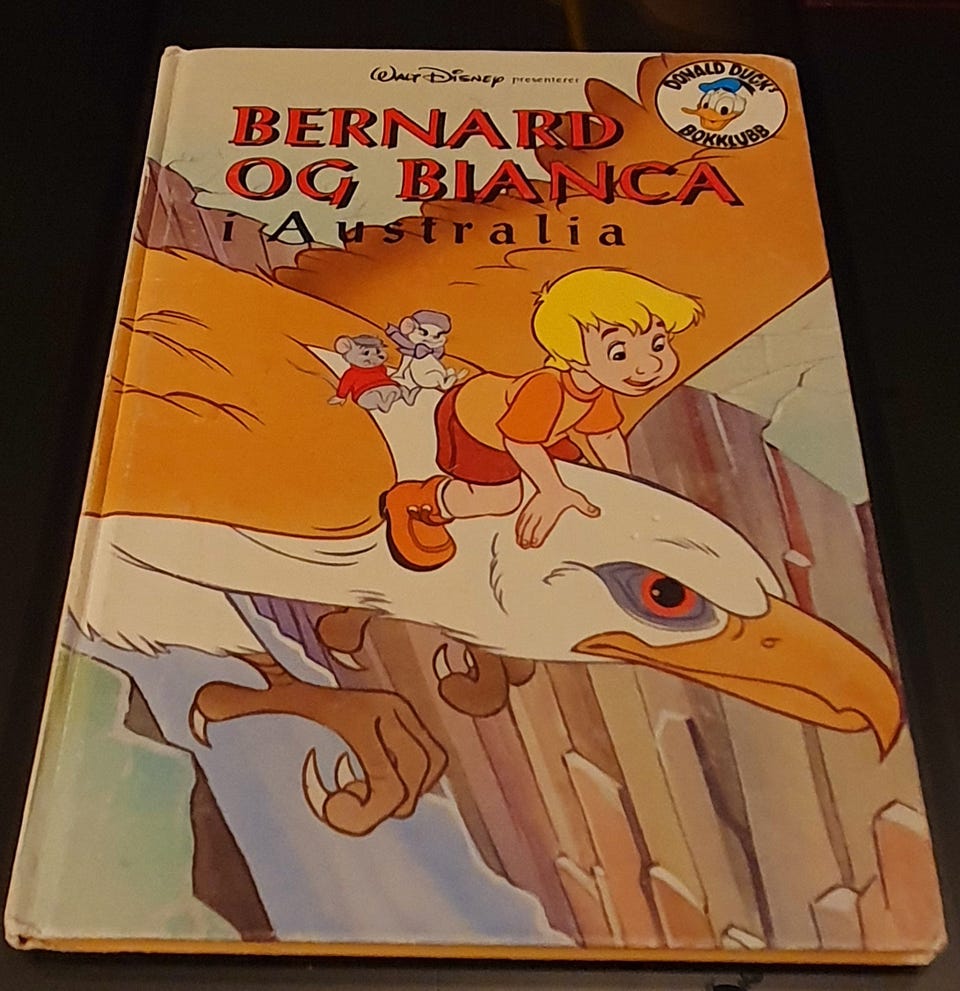 WALT DISNEY presenterer
DONALD DUCK's
BOKKLUBB
BERNARD
OG BIANCA
i Australia